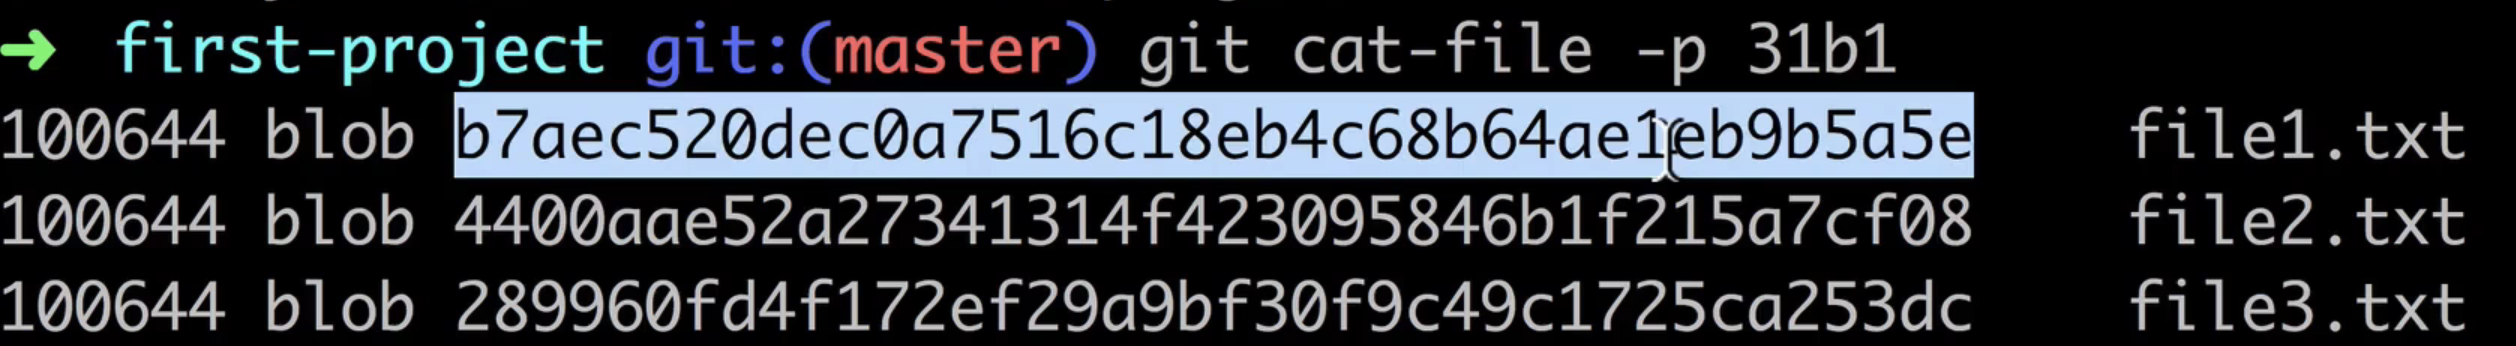 ➜ first-project git:(master) git cat-file -p 31b1
100644 blob b7aec520dec0a7516c18eb4c68b64ae1eb9b5a5e file1.txt
100644 blob 4400aae52a27341314f423095846b1f215a7cf08 file2.txt
100644 blob 289960fd4f172ef29a9bf30f9c49c1725ca253dc file3.txt